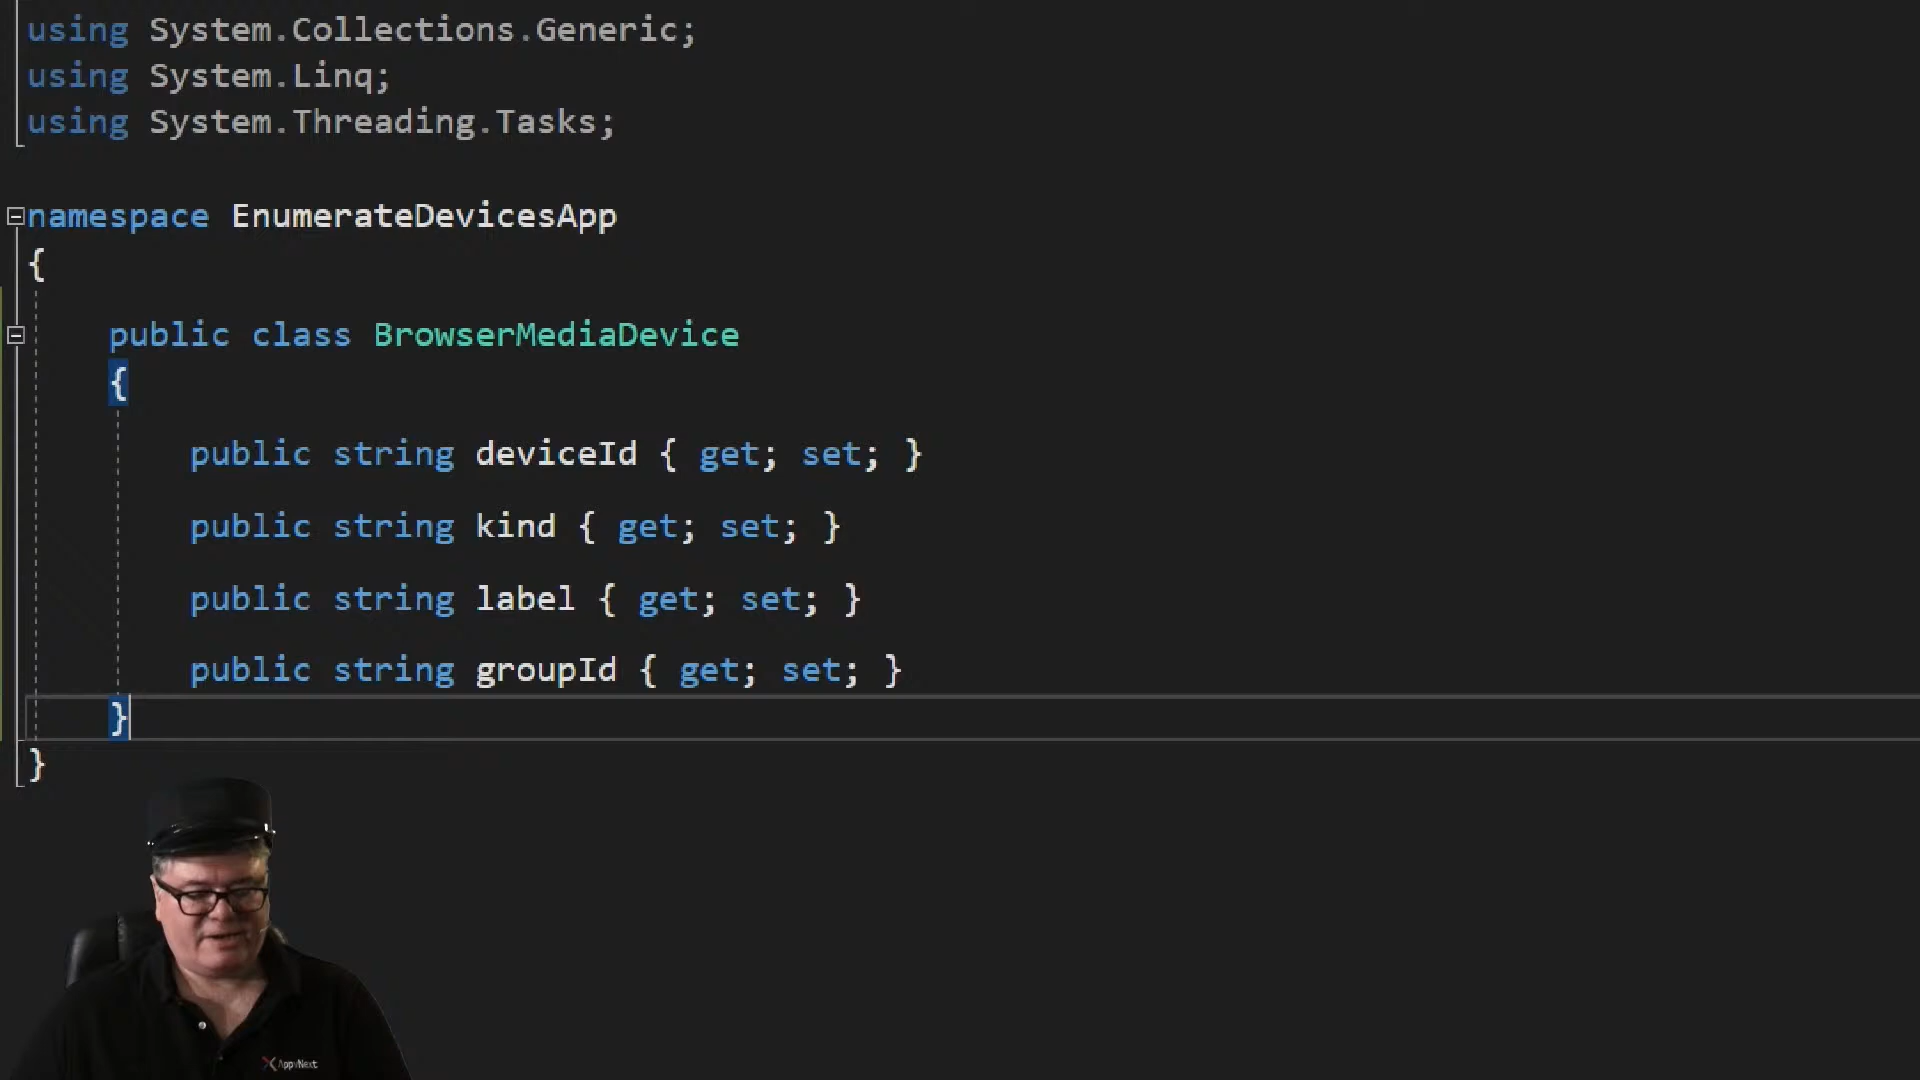 using System.Collections.Generic;
using System.Linq;
using System.Threading.Tasks;
namespace EnumerateDevicesApp
{
public class BrowserMediaDevice
{
public string deviceId { get; set; }
public string kind { get; set; }
public string label { get; set; }
public string groupId { get; set; }
}
}
AppvNext